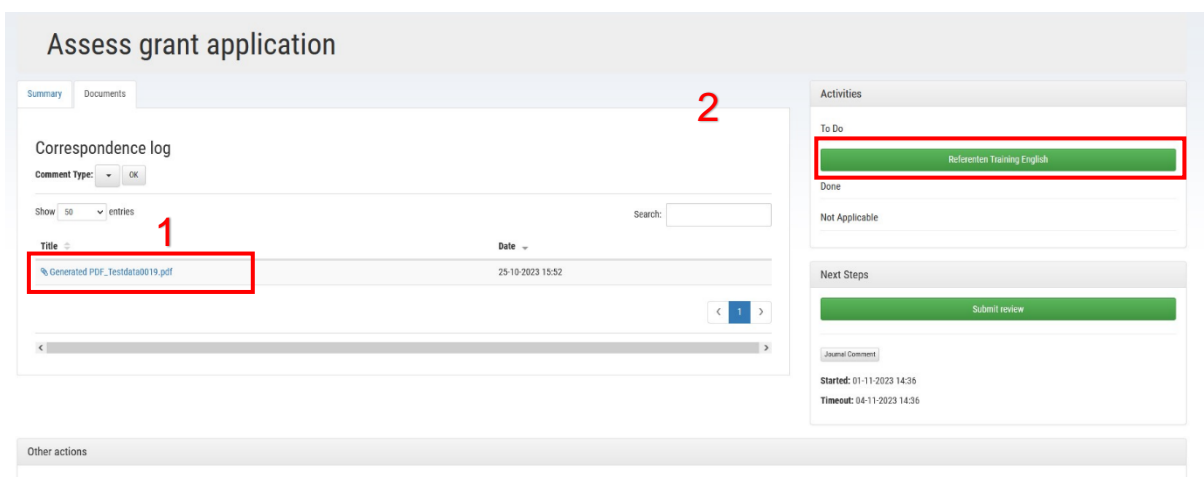 Assess grant application
Summary Documents
2
Correspondence log
Comment Type: OK
Show 50 entries
Search:
1
Title Date
Generated PDF_Testdata0019.pdf 25-10-2023 15:52
1
Activities
To Do
Referenten Training English
Done
Not Applicable
Next Steps
Submit review
Journal Comment
Started: 01-11-2023 14:36
Timeout: 04-11-2023 14:36
Other actions